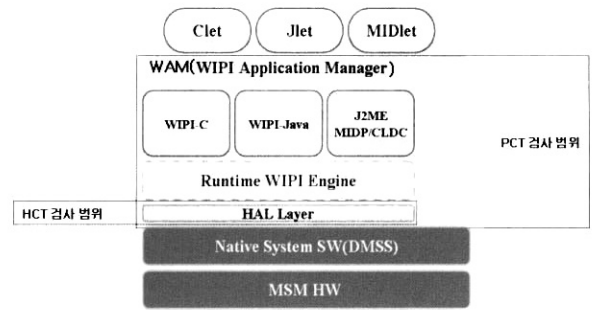 Clet
Jlet
MIDlet
WAM(WIPI Application Manager)
WIPI-C
WIPI-Java
J2ME
MIDP/CLDC
PCT 검사 범위
Runtime WIPI Engine
HCT 검사 범위
HAL Layer
Native System SW(DMSS)
MSM HW